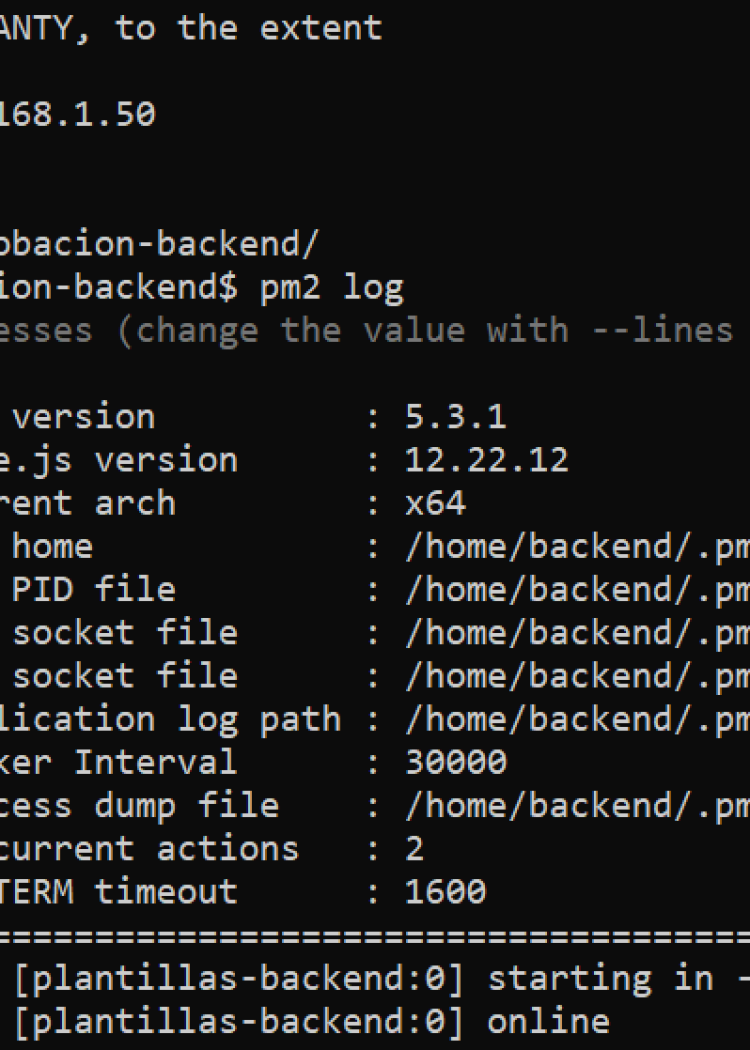 ANTY, to the extent
168.1.50
obacion-backend/
ion-backend$ pm2 log
esses (change the value with --lines
version : 5.3.1
e.js version : 12.22.12
rent arch : x64
home : /home/backend/.pm
PID file : /home/backend/.pm
socket file : /home/backend/.pm
socket file : /home/backend/.pm
lication log path : /home/backend/.pm
ker Interval : 30000
cess dump file : /home/backend/.pm
current actions : 2
TERM timeout : 1600
=====================================
[plantillas-backend:0] starting in -
[plantillas-backend:0] online